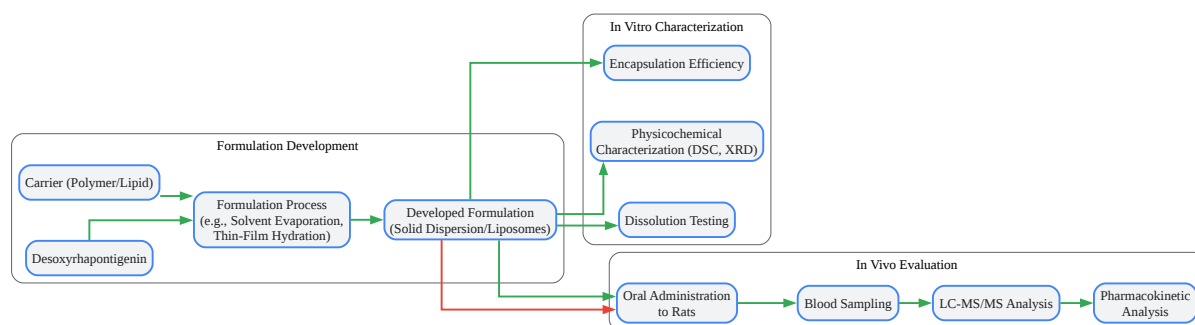 In Vitro Characterization
Encapsulation Efficiency
Physicochemical
Characterization (DSC, XRD)
Dissolution Testing
Formulation Development
Carrier (Polymer/Lipid)
Desoxyrhapontigenin
Formulation Process
(e.g., Solvent Evaporation,
Thin-Film Hydration)
Developed Formulation
(Solid Dispersion/Liposomes)
In Vivo Evaluation
Oral Administration
to Rats
Blood Sampling
LC-MS/MS Analysis
Pharmacokinetic
Analysis